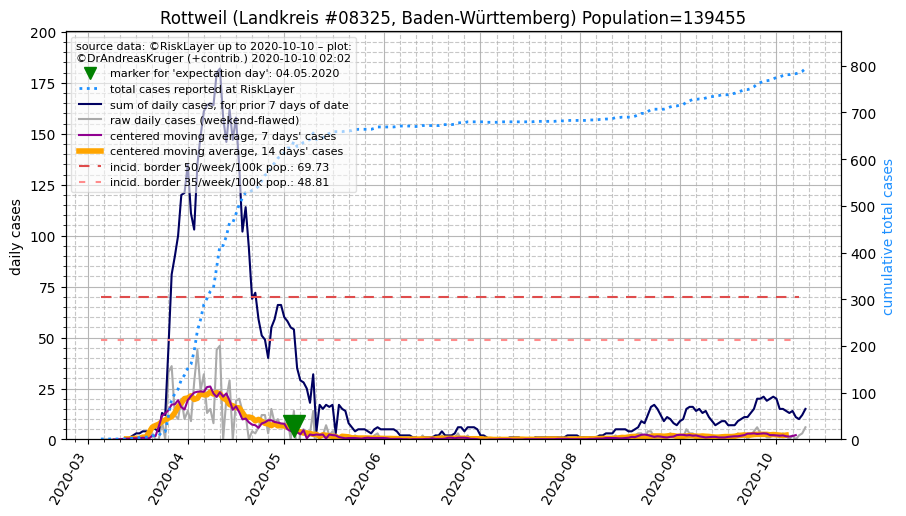 Rottweil (Landkreis #08325, Baden-Württemberg) Population=139455
source data: ©RiskLayer up to 2020-10-10 – plot:
©DrAndreasKruger (+contrib.) 2020-10-10 02:02
marker for 'expectation day': 04.05.2020
total cases reported at RiskLayer
sum of daily cases, for prior 7 days of date
raw daily cases (weekend-flawed)
centered moving average, 7 days' cases
centered moving average, 14 days' cases
incid. border 50/week/100k pop.: 69.73
incid. border 35/week/100k pop.: 48.81
daily cases
200
175
150
125
100
75
50
25
0
cumulative total cases
800
700
600
500
400
300
200
100
0
2020-03
2020-04
2020-05
2020-06
2020-07
2020-08
2020-09
2020-10